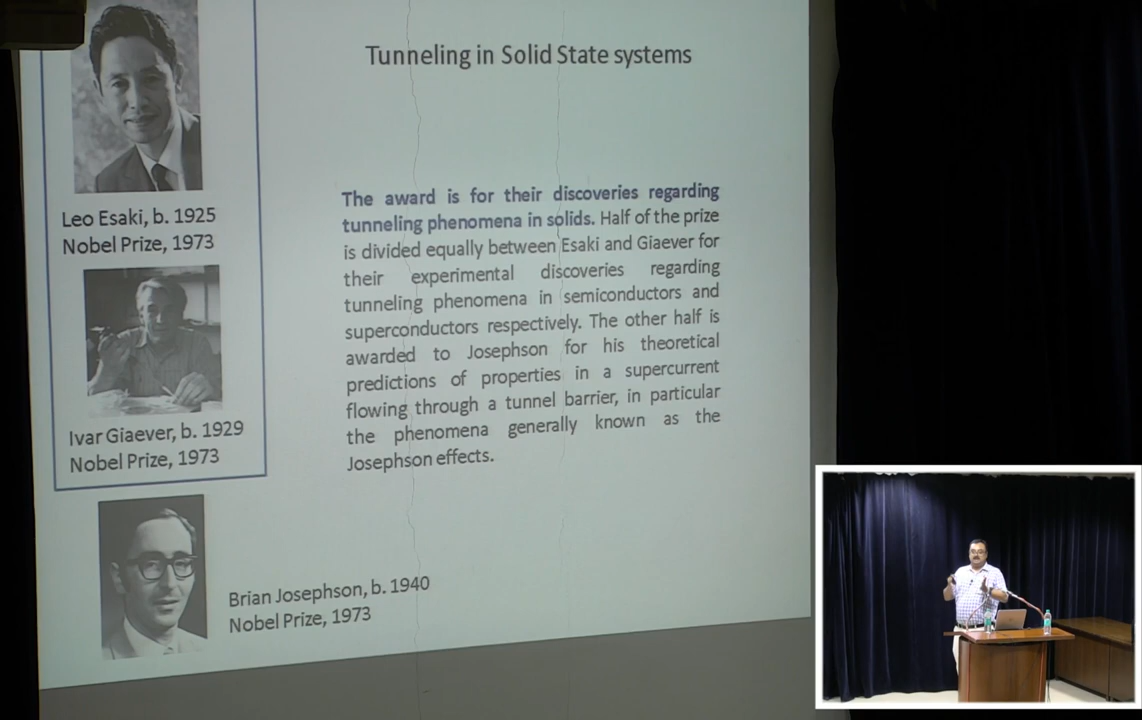 Tunneling in Solid State systems
Leo Esaki, b. 1925
Nobel Prize, 1973
Ivar Giaever, b. 1929
Nobel Prize, 1973
Brian Josephson, b. 1940
Nobel Prize, 1973
The award is for their discoveries regarding
tunneling phenomena in solids. Half of the prize
is divided equally between Esaki and Giaever for
their experimental discoveries regarding
tunneling phenomena in semiconductors and
superconductors respectively. The other half is
awarded to Josephson for his theoretical
predictions of properties in a supercurrent
flowing through a tunnel barrier, in particular
the phenomena generally known as the
Josephson effects.